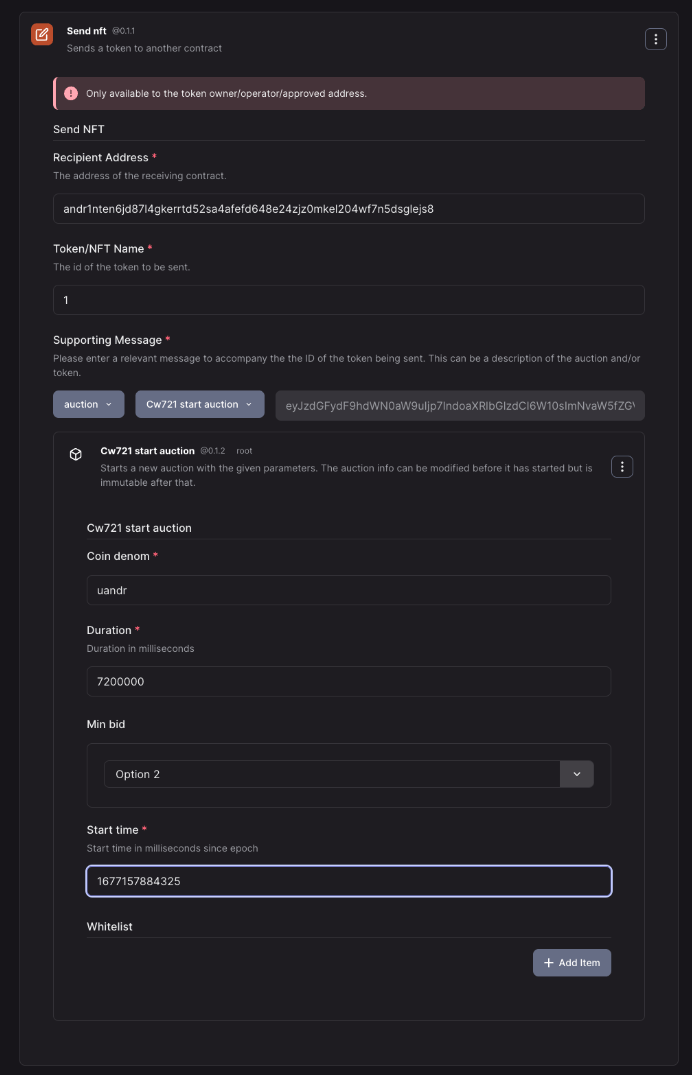 Send nft @0.1.1
Sends a token to another contract
Only available to the token owner/operator/approved address.
Send NFT
Recipient Address *
The address of the receiving contract.
andr1nten6jd87l4gkerrtd52sa4afefd648e24zjz0mkel204wf7n5dsglejs8
Token/NFT Name *
The id of the token to be sent.
1
Supporting Message *
Please enter a relevant message to accompany the the ID of the token being sent. This can be a description of the auction and/or
token.
auction Cw721 start auction eyJzdGFydF9hdWN0aW9uIjp7IndoaXRlbGlzdCI6W10sImNvaW5fZGV
Cw721 start auction @0.1.2 root
Starts a new auction with the given parameters. The auction info can be modified before it has started but is
immutable after that.
Cw721 start auction
Coin denom *
uandr
Duration *
Duration in milliseconds
7200000
Min bid
Option 2
Start time *
Start time in milliseconds since epoch
1677157884325
Whitelist
+ Add Item